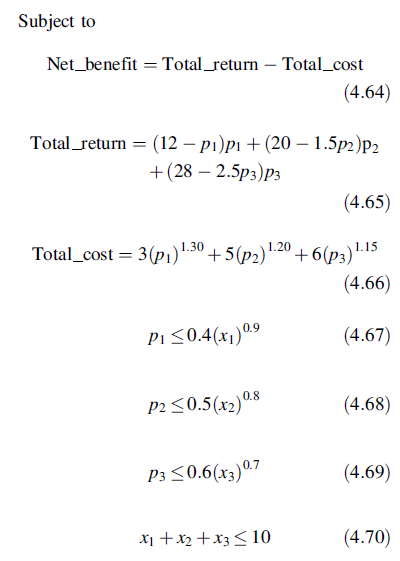 Subject to
Net_benefit = Total_return − Total_cost
(4.64)
Total_return = (12 − p₁)p₁ + (20 − 1.5p₂)p₂
+ (28 − 2.5p₃)p₃
(4.65)
Total_cost = 3(p₁)^1.30 + 5(p₂)^1.20 + 6(p₃)^1.15
(4.66)
p₁ ≤ 0.4(x₁)^0.9 (4.67)
p₂ ≤ 0.5(x₂)^0.8 (4.68)
p₃ ≤ 0.6(x₃)^0.7 (4.69)
x₁ + x₂ + x₃ ≤ 10 (4.70)